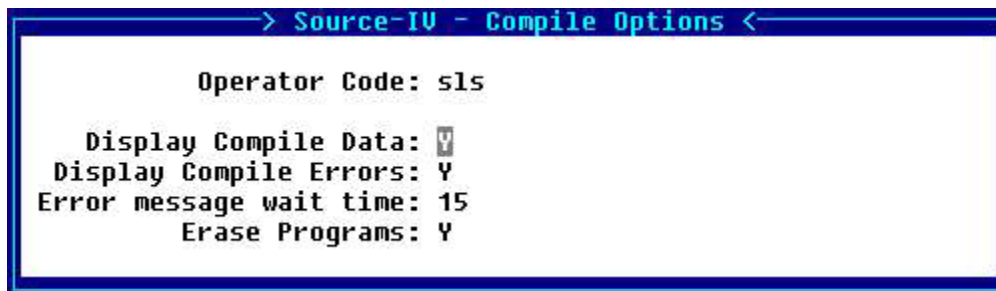 > Source-IV - Compile Options <
Operator Code: sls
Display Compile Data: Y
Display Compile Errors: Y
Error message wait time: 15
Erase Programs: Y